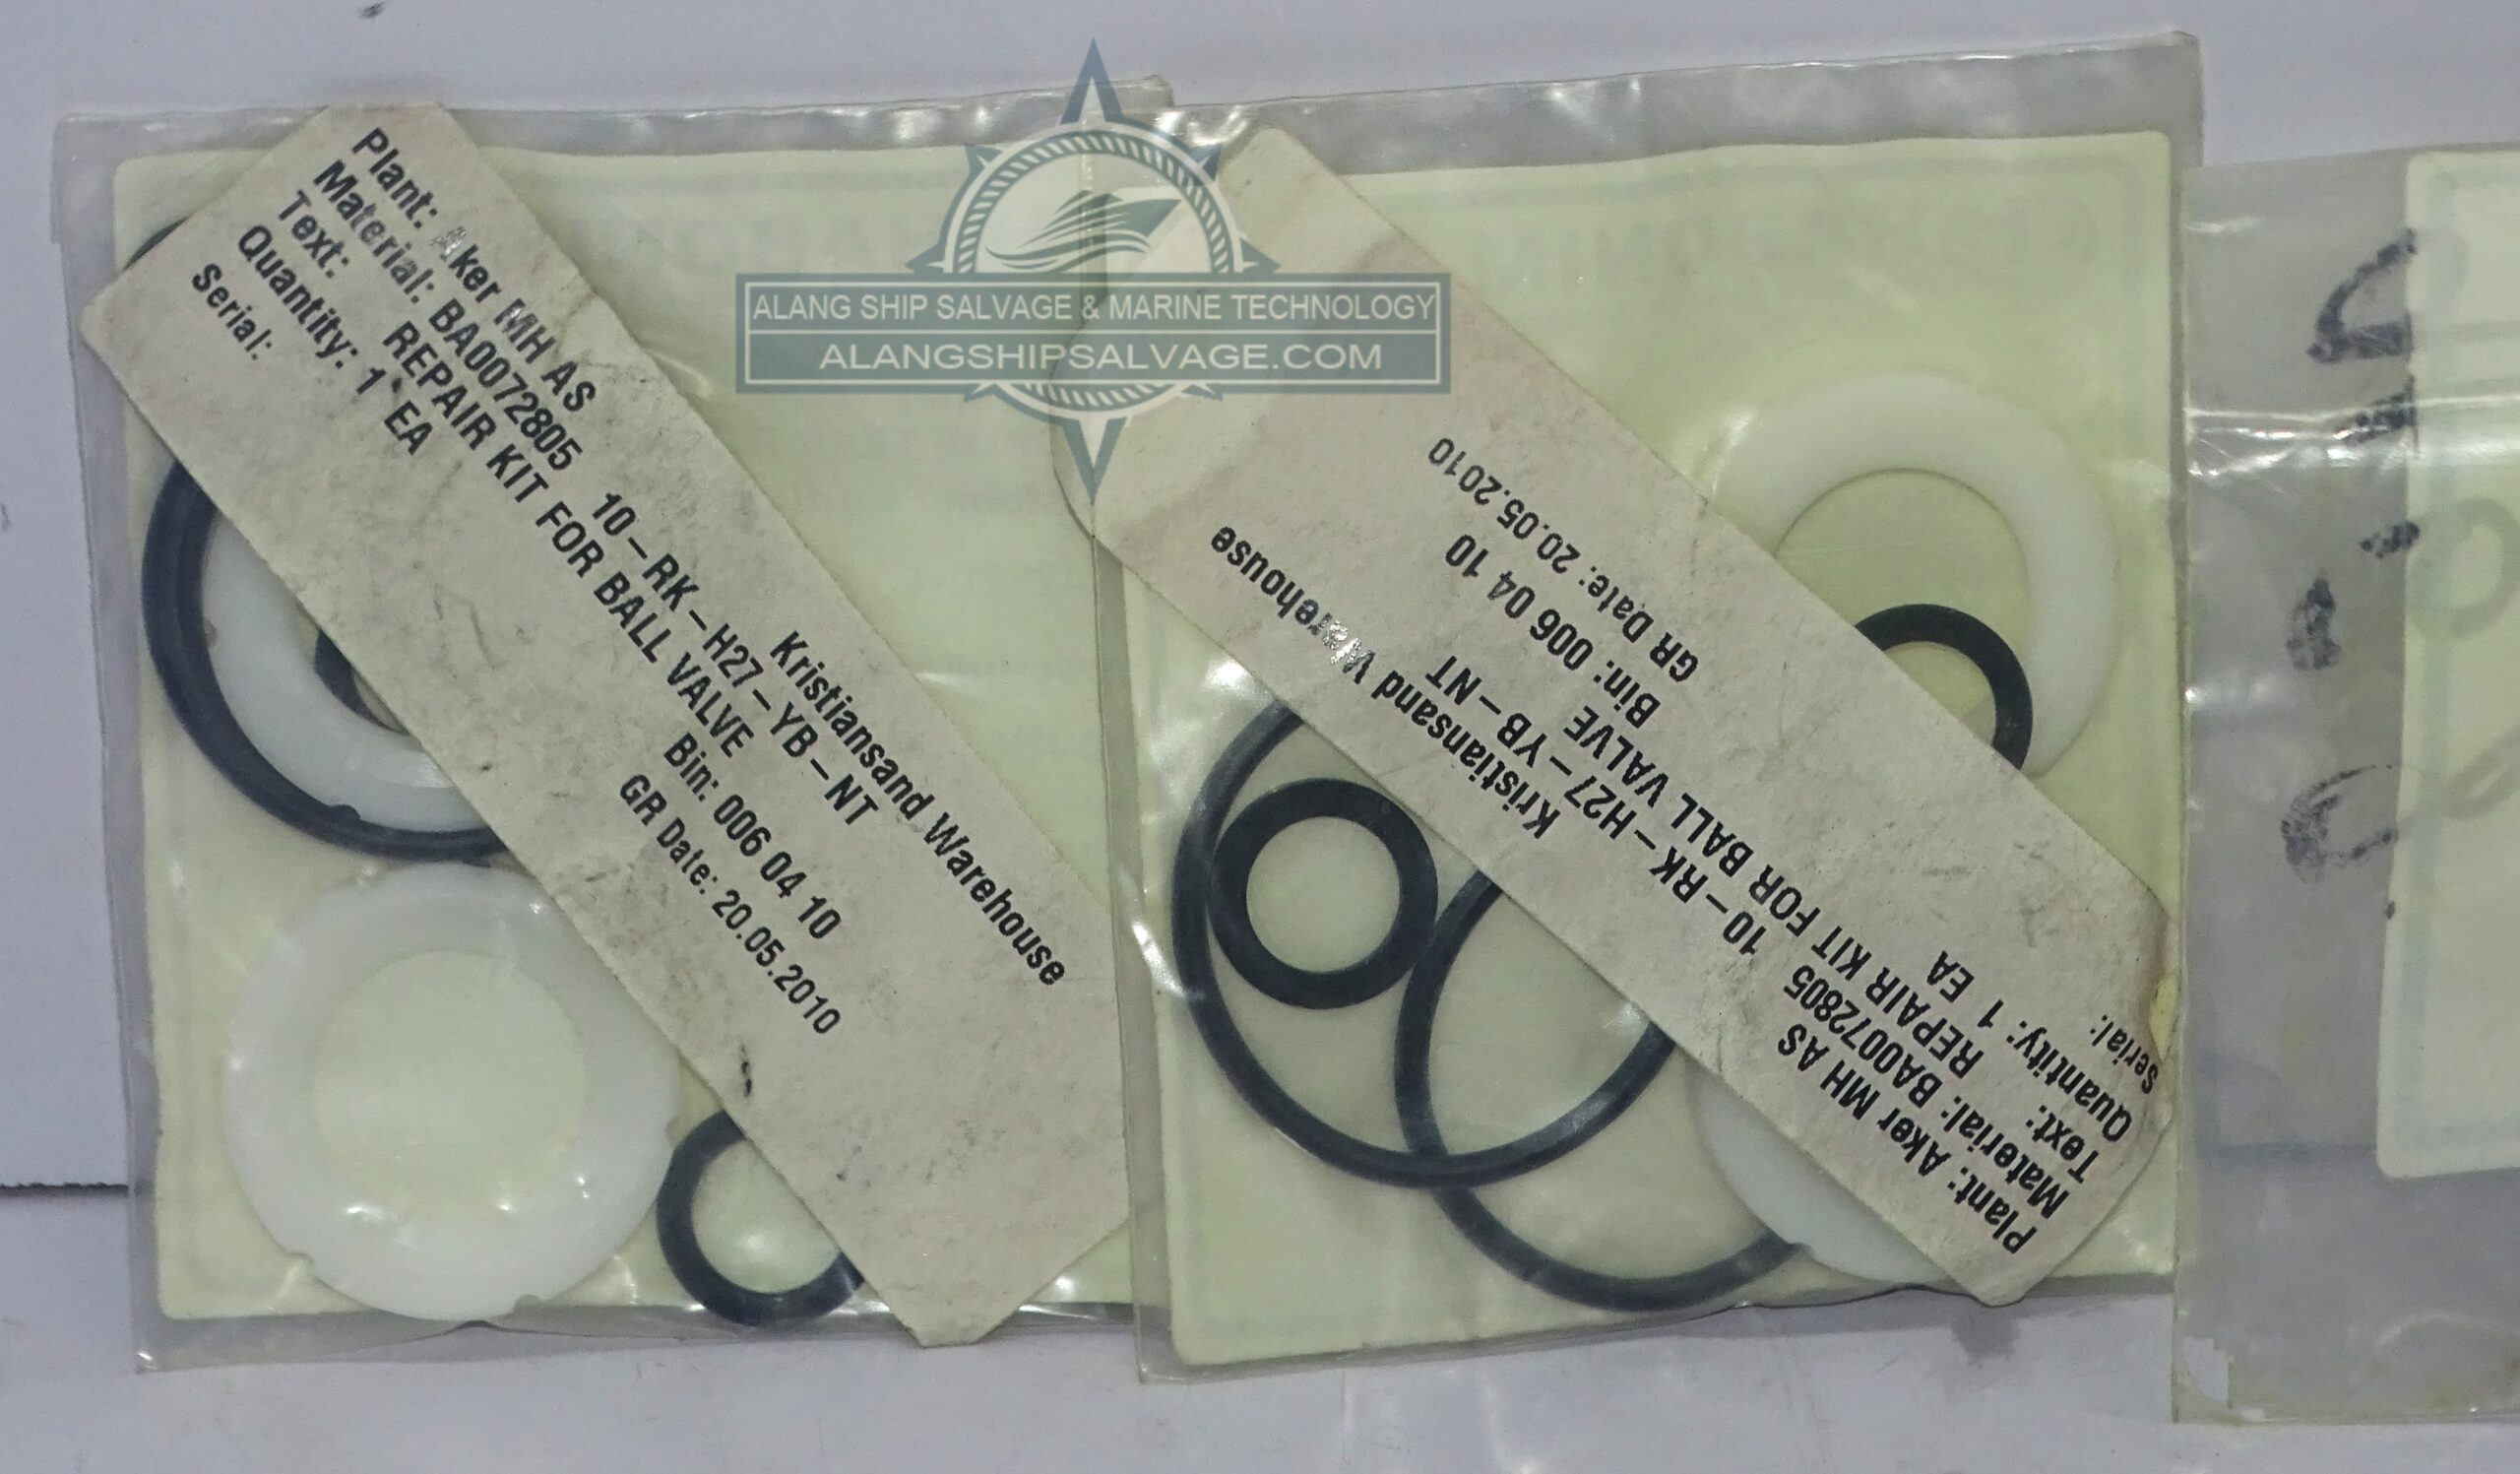 Plant: Aker MH AS Kristiansand Warehouse
Material: BA0072805 10-RK-H27-YB-NT
Text: REPAIR KIT FOR BALL VALVE
Quantity: 1 EA Bin: 006 04 10
Serial: GR Date: 20.05.2010
ALANG SHIP SALVAGE & MARINE TECHNOLOGY
ALANGSHIPSALVAGE.COM
Plant: Aker MH AS Kristiansand Warehouse
Material: BA0072805 10-RK-H27-YB-NT
Text: REPAIR KIT FOR BALL VALVE
Quantity: 1 EA Bin: 006 04 10
Serial: GR Date: 20.05.2010